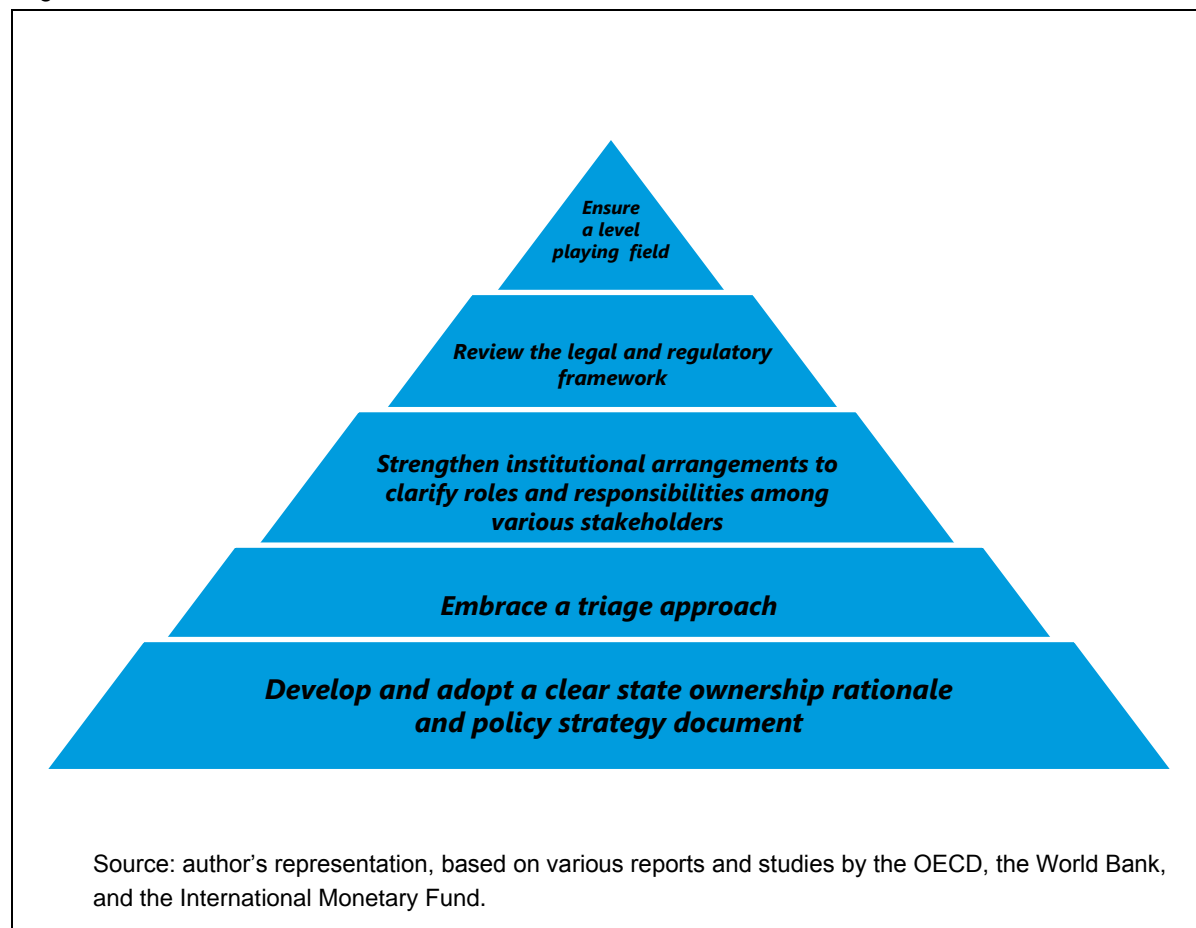 Ensure
a level
playing field
Review the legal and regulatory
framework
Strengthen institutional arrangements to
clarify roles and responsibilities among
various stakeholders
Embrace a triage approach
Develop and adopt a clear state ownership rationale
and policy strategy document
Source: author's representation, based on various reports and studies by the OECD, the World Bank,
and the International Monetary Fund.